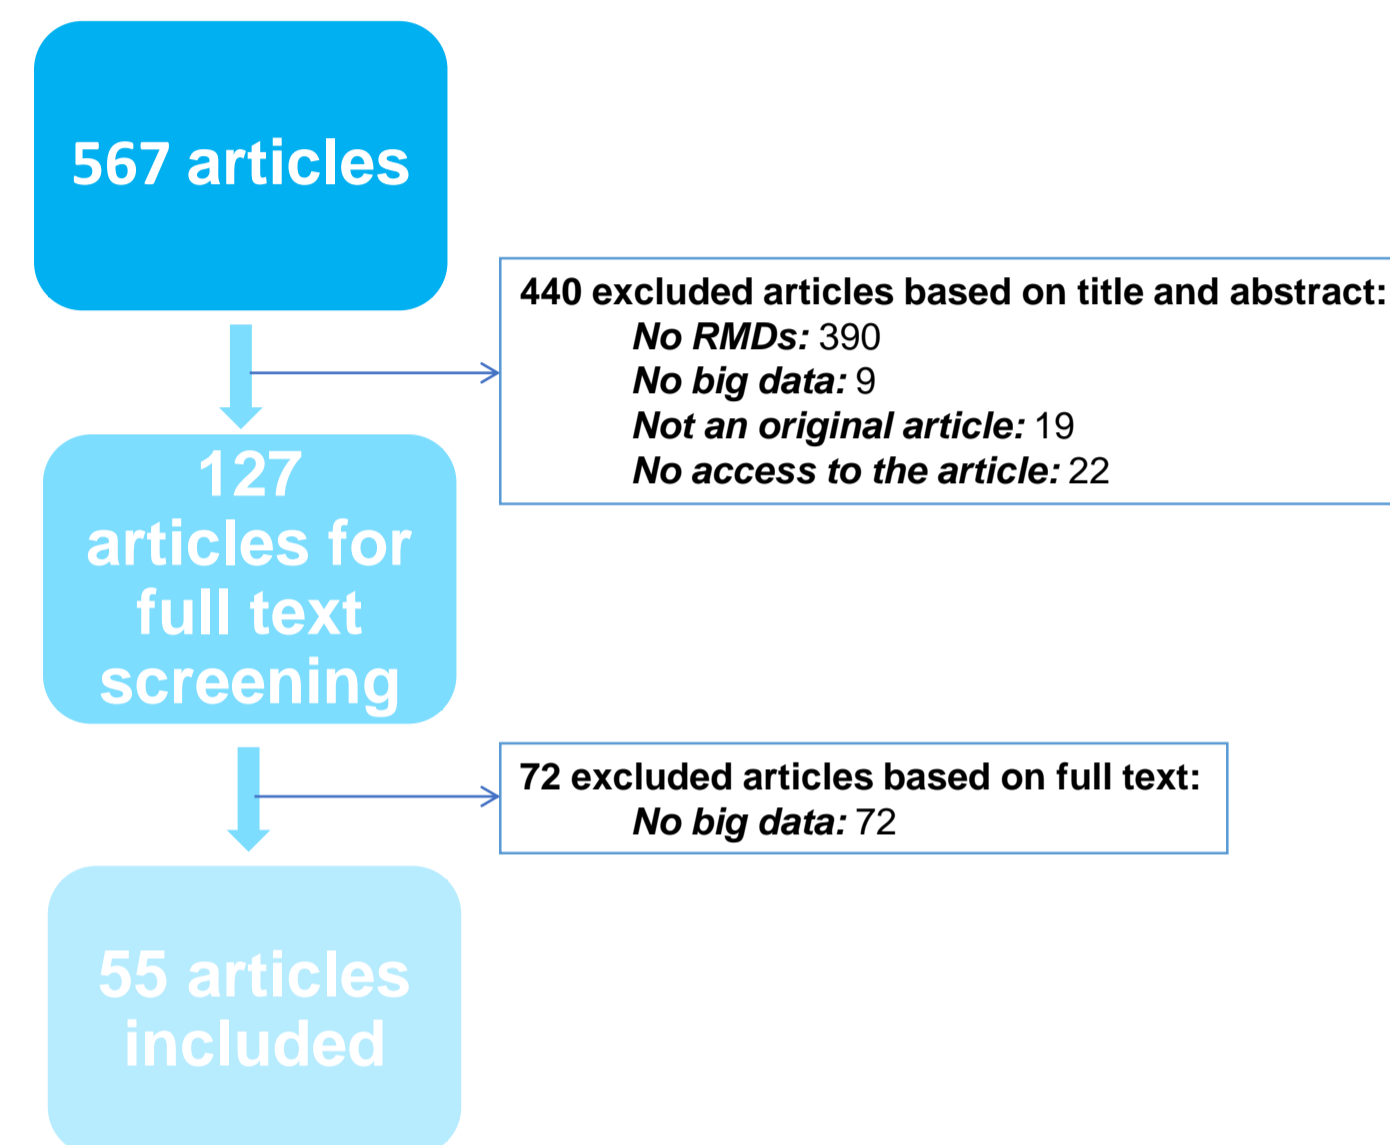 567 articles
440 excluded articles based on title and abstract:
No RMDs: 390
No big data: 9
Not an original article: 19
No access to the article: 22
127
articles for
full text
screening
72 excluded articles based on full text:
No big data: 72
55 articles
included